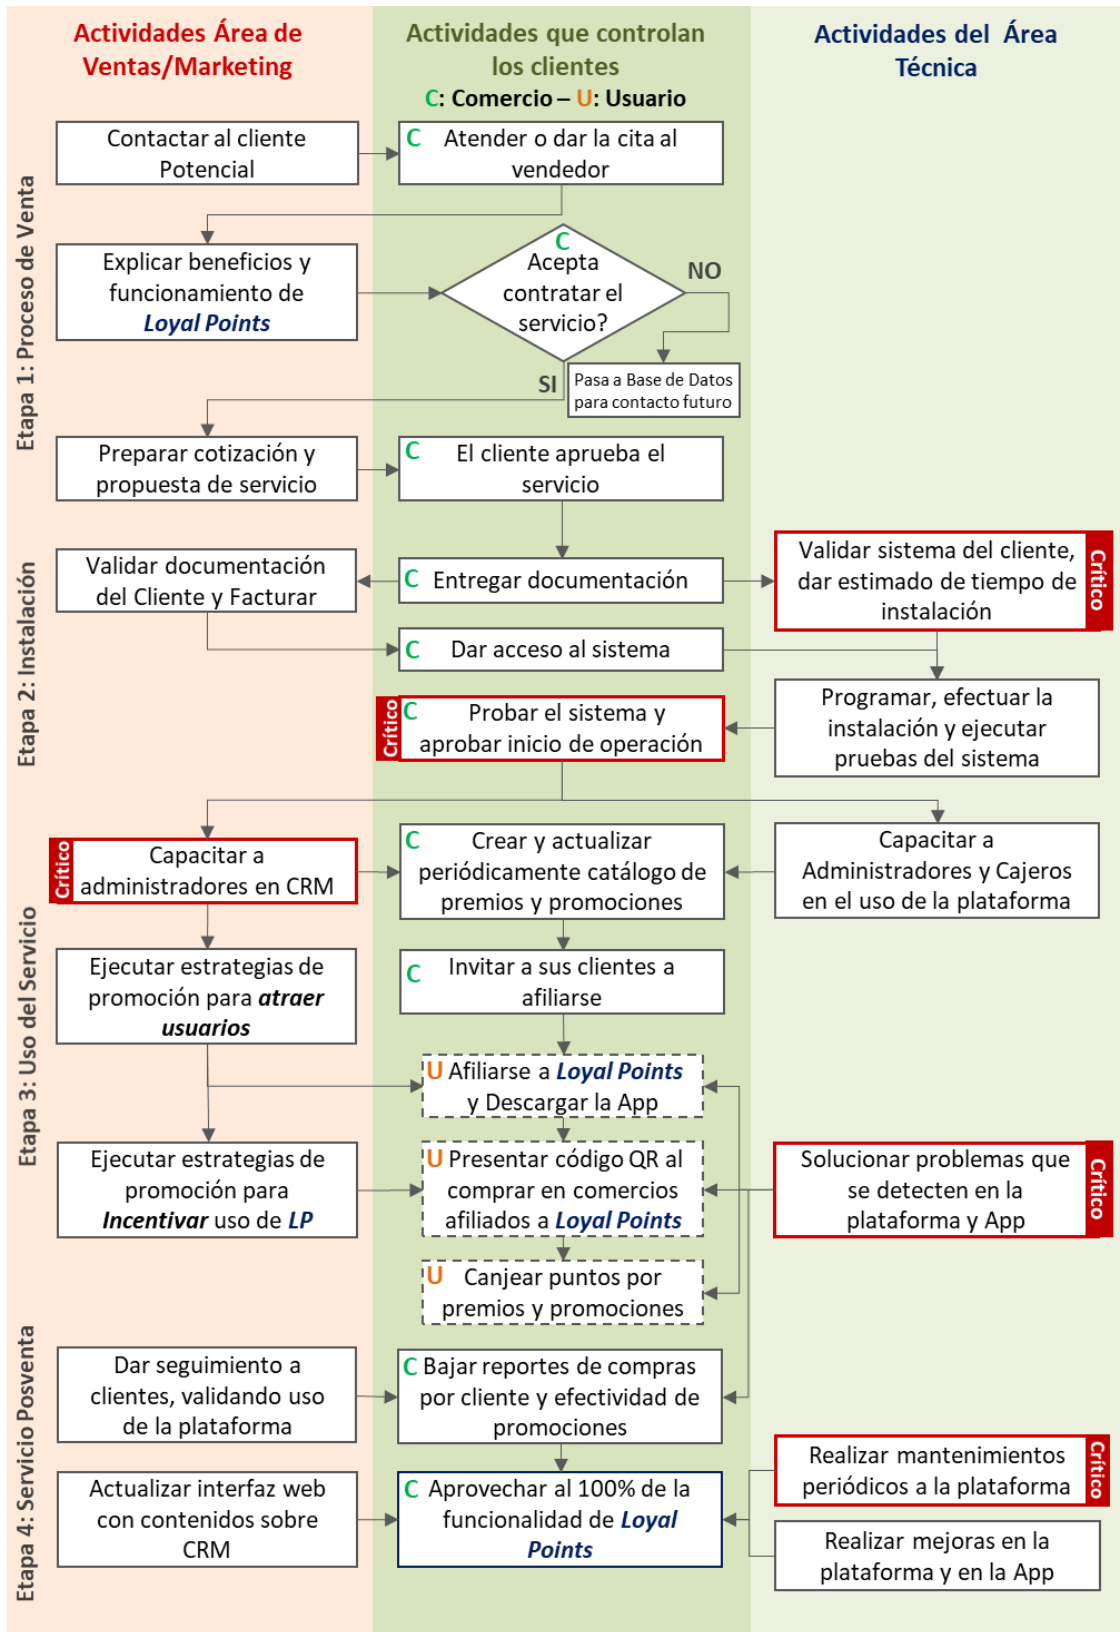 Actividades Área de
Ventas/Marketing
Actividades que controlan
los clientes
C: Comercio – U: Usuario
Actividades del Área
Técnica
Etapa 1: Proceso de Venta
Contactar al cliente
Potencial
C Atender o dar la cita al
vendedor
Explicar beneficios y
funcionamiento de
Loyal Points
C
Acepta
contratar el
servicio?
NO
SI
Pasa a Base de Datos
para contacto futuro
Preparar cotización y
propuesta de servicio
C El cliente aprueba el
servicio
Etapa 2: Instalación
Validar documentación
del Cliente y Facturar
C Entregar documentación
Validar sistema del cliente,
dar estimado de tiempo de
instalación
Crítico
C Dar acceso al sistema
Programar, efectuar la
instalación y ejecutar
pruebas del sistema
Crítico
C Probar el sistema y
aprobar inicio de operación
Etapa 3: Uso del Servicio
Crítico
Capacitar a
administradores en CRM
C Crear y actualizar
periódicamente catálogo de
premios y promociones
Capacitar a
Administradores y Cajeros
en el uso de la plataforma
Ejecutar estrategias de
promoción para atraer
usuarios
C Invitar a sus clientes a
afiliarse
U Afiliarse a Loyal Points
y Descargar la App
Ejecutar estrategias de
promoción para
Incentivar uso de LP
U Presentar código QR al
comprar en comercios
afiliados a Loyal Points
Solucionar problemas que
se detecten en la
plataforma y App
Crítico
U Canjear puntos por
premios y promociones
Etapa 4: Servicio Posventa
Dar seguimiento a
clientes, validando uso
de la plataforma
C Bajar reportes de compras
por cliente y efectividad de
promociones
Actualizar interfaz web
con contenidos sobre
CRM
C Aprovechar al 100% de la
funcionalidad de Loyal
Points
Realizar mantenimientos
periódicos a la plataforma
Crítico
Realizar mejoras en la
plataforma y en la App